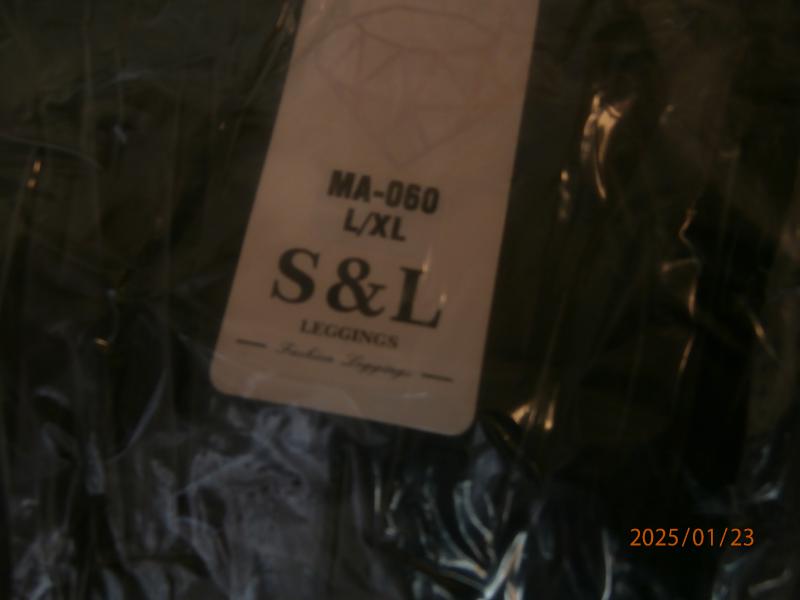 MA-060
L/XL
S&L
LEGGINGS
Fashion Leggings
2025/01/23